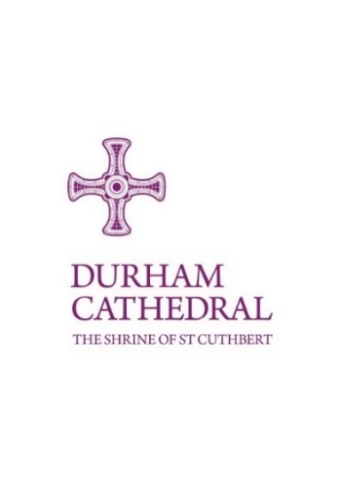 DURHAM
CATHEDRAL
THE SHRINE OF ST CUTHBERT